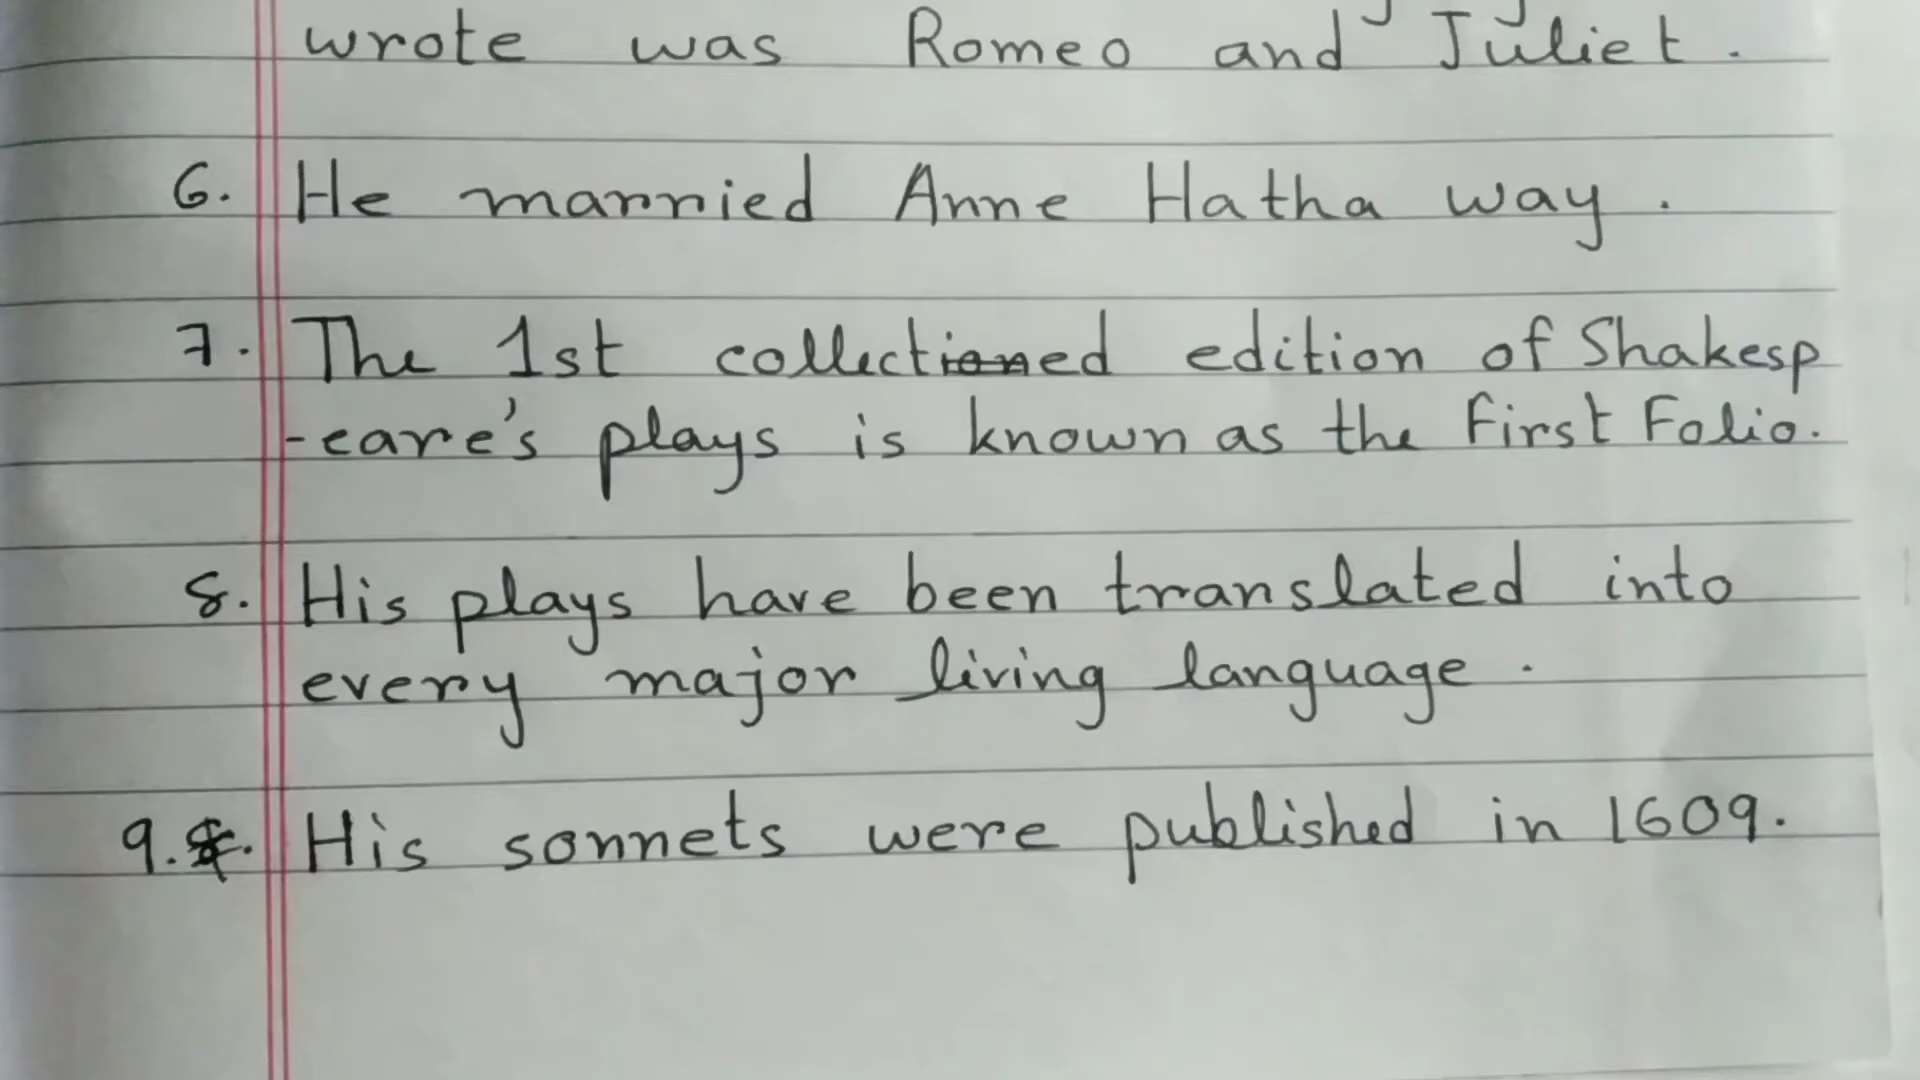 wrote was Romeo and Juliet.
6. He married Anne Hatha way.
7. The 1st collectioned edition of Shakesp
-eare's plays is known as the First Folio.
8. His plays have been translated into
every major living language.
9. His sonnets were published in 1609.